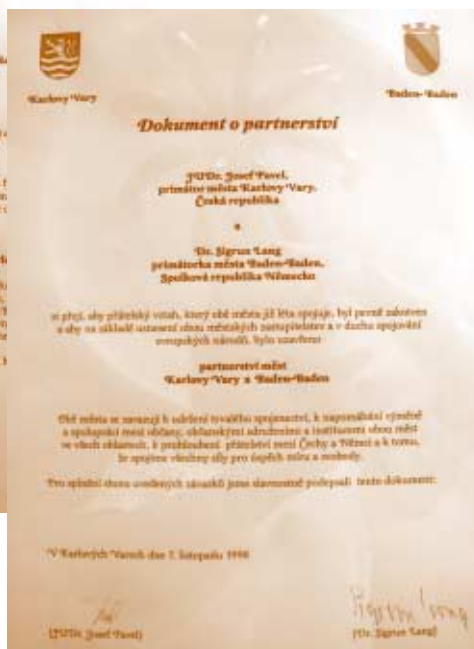 Karlovy Vary
Baden-Baden
Dokument o partnerství
JUDr. Josef Pavel,
primátor města Karlovy Vary,
Česká republika
a
Dr. Sigrun Lang
primátorka města Baden-Baden,
Spolková republika Německo
si přejí, aby přátelský vztah, který obě města již léta spojuje, byl pevně zakotven
a aby na základě usnesení obou městských zastupitelstev a v duchu spojování
evropských národů, bylo uzavřeno
partnerství měst
Karlovy Vary a Baden-Baden
Obě města se zavazují k udržení trvalého spojenectví, k napomáhání výměně
a spolupráci mezi občany, občanskými sdruženími a institucemi obou měst
ve všech oblastech, k prohloubení přátelství mezi Čechy a Němci a k tomu,
že spojíme všechny síly pro úspěch míru a svobody.
Pro splnění shora uvedených závazků jsme slavnostně podepsali tento dokument:
V Karlových Varech dne 7. listopadu 1998
Sigrun Lang
(JUDr. Josef Pavel)
(Dr. Sigrun Lang)